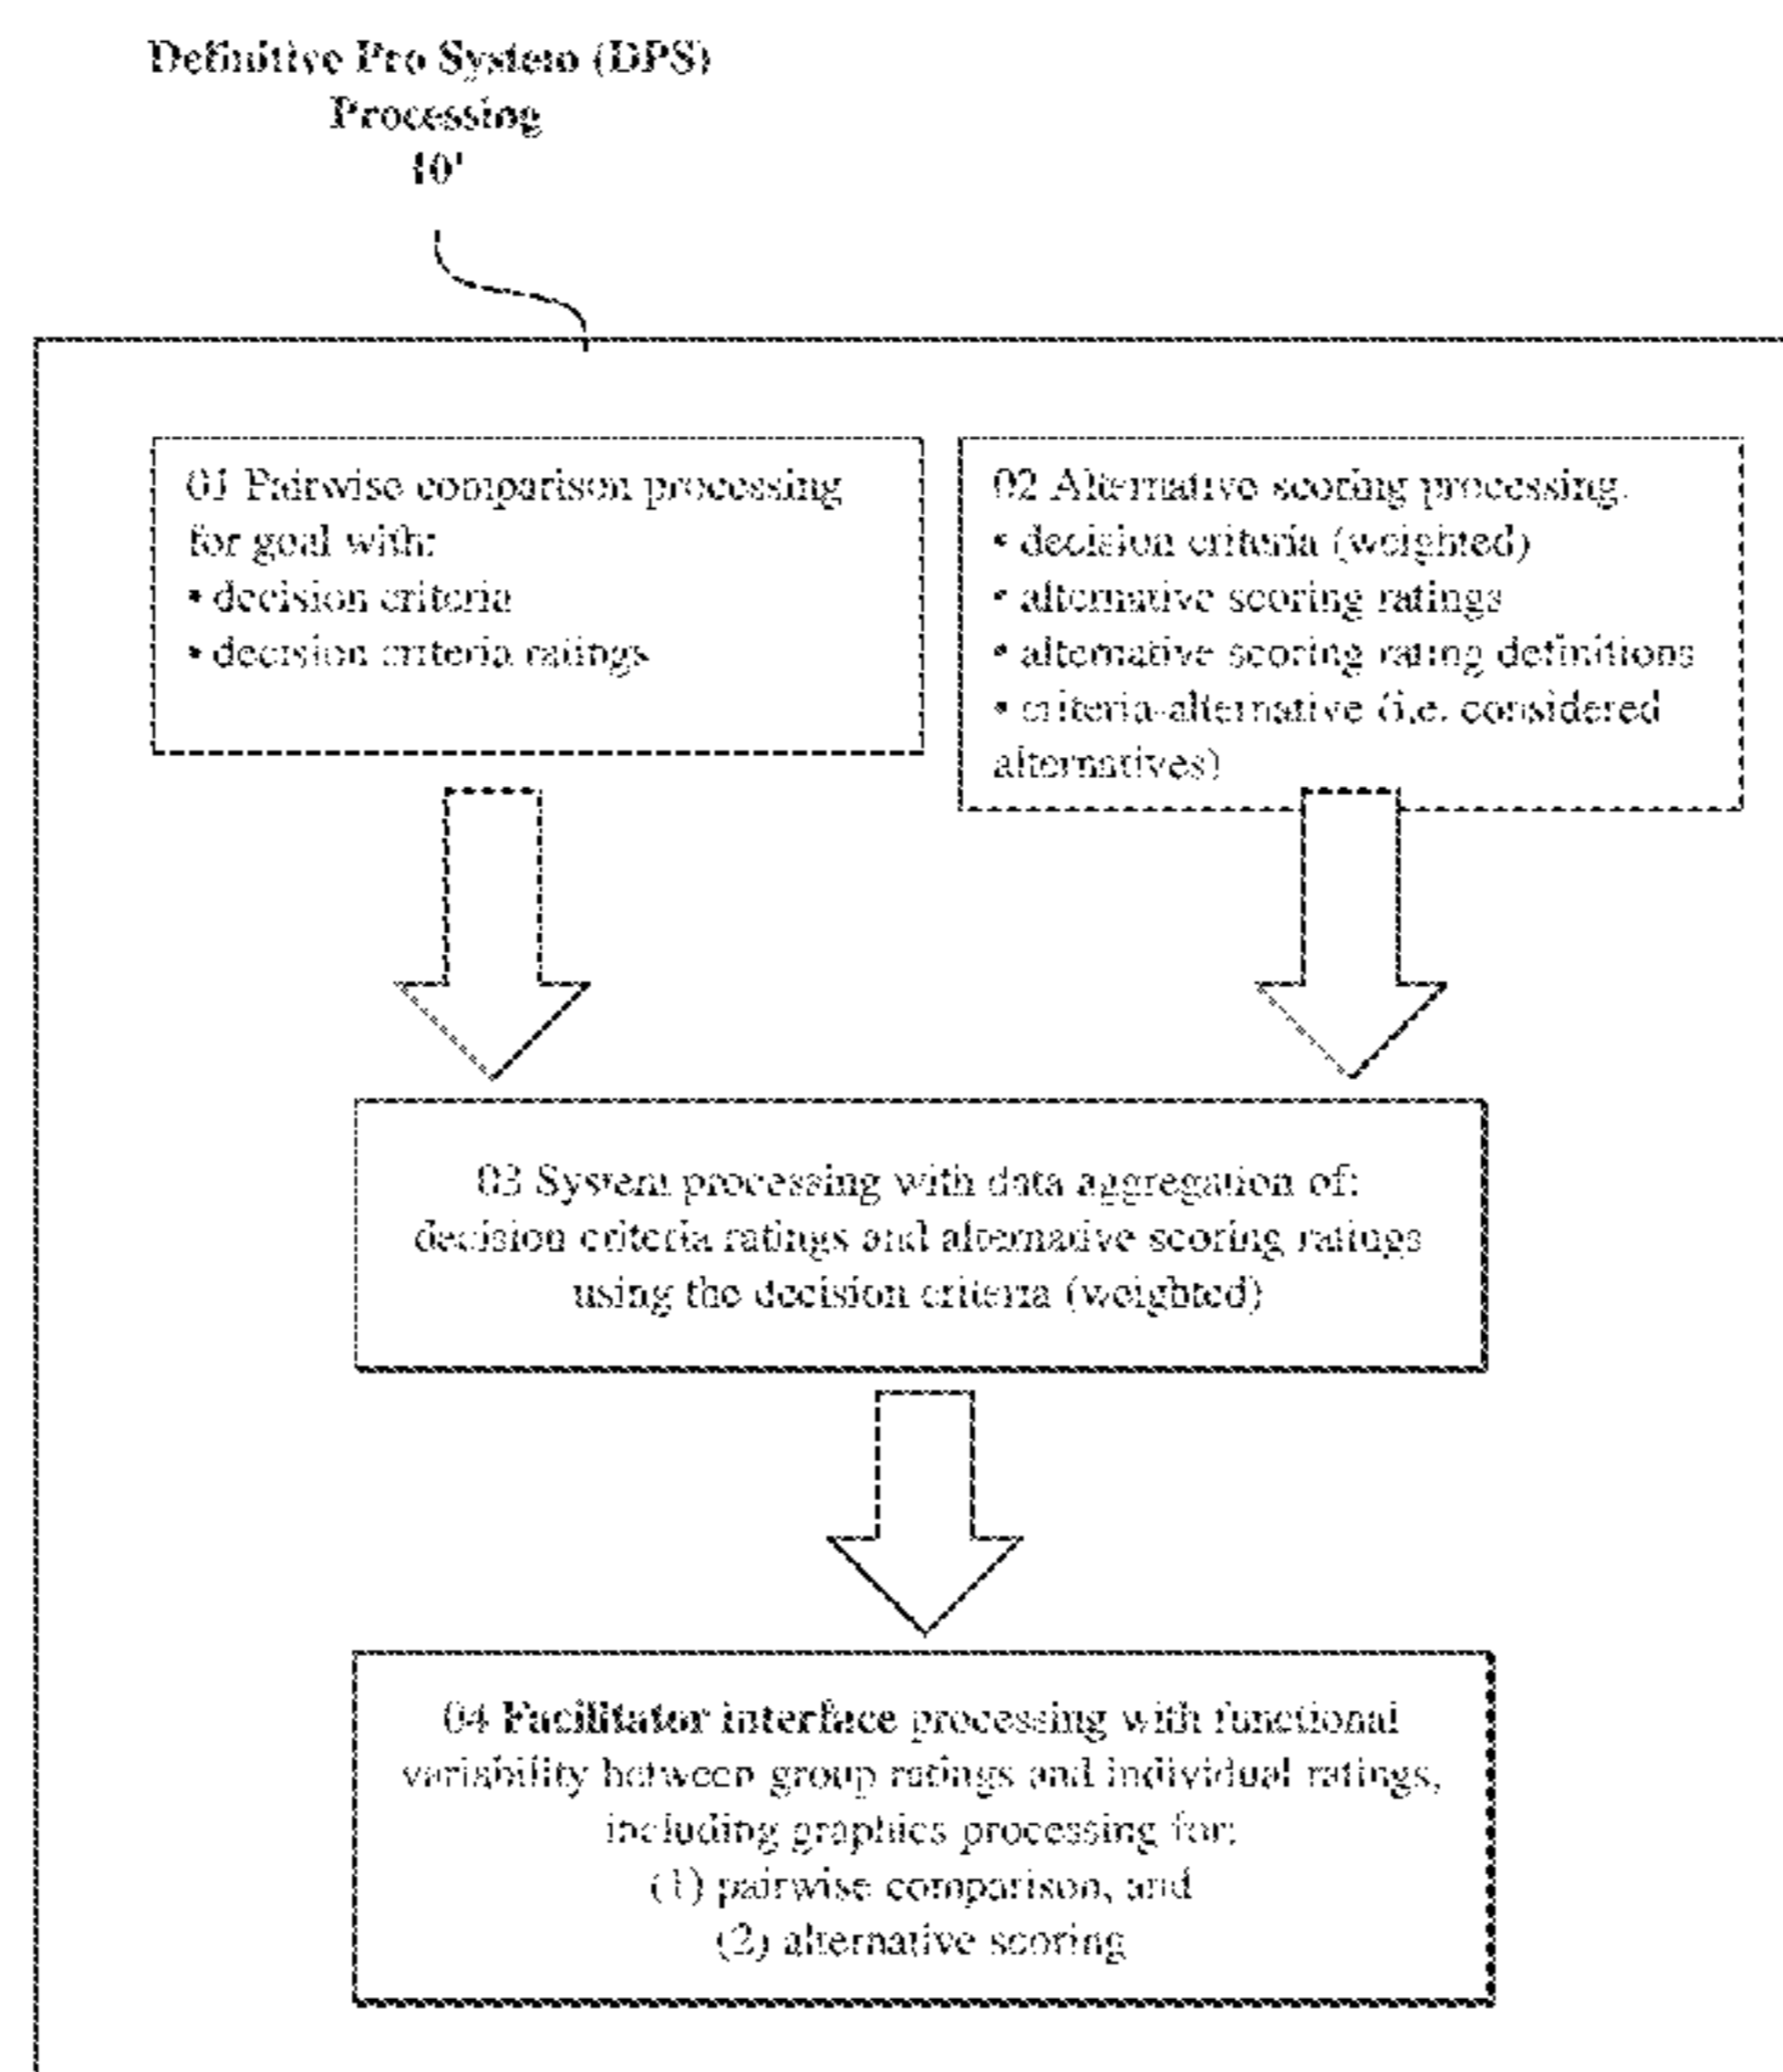 Definitive Pro System (DPS)
Processing
10'
01 Pairwise comparison processing
for goal with:
• decision criteria
• decision criteria ratings
02 Alternative scoring processing.
• decision criteria (weighted)
• alternative scoring ratings
• alternative scoring rating definitions
• criteria-alternative (i.e. considered
alternatives)
03 System processing with data aggregation of:
decision criteria ratings and alternative scoring ratings
using the decision criteria (weighted)
04 Facilitator interface processing with functional
variability between group ratings and individual ratings,
including graphics processing for:
(1) pairwise comparison, and
(2) alternative scoring